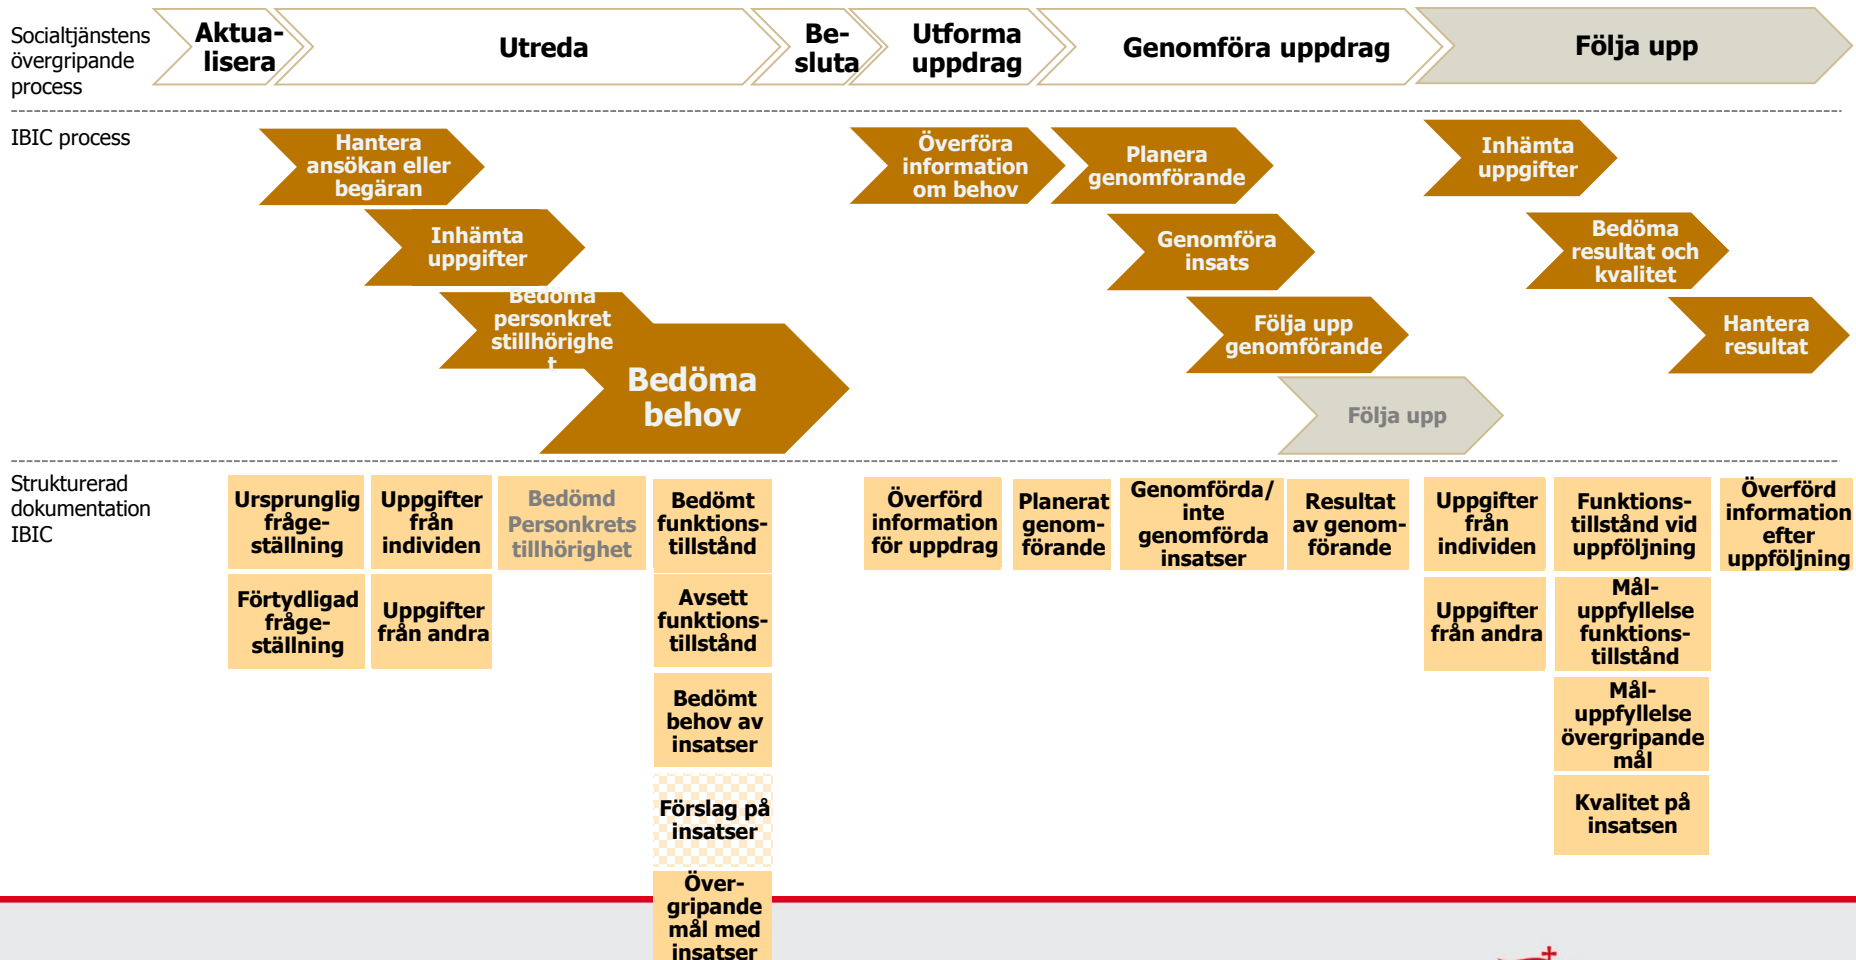 Socialtjänstens
övergripande
process
Aktua-
lisera
Utreda
Be-
sluta
Utforma
uppdrag
Genomföra uppdrag
Följa upp
IBIC process
Hantera
ansökan eller
begäran
Inhämta
uppgifter
Bedöma
personkret
stillhörighe
t
Bedöma
behov
Överföra
information
om behov
Planera
genomförande
Genomföra
insats
Följa upp
genomförande
Följa upp
Inhämta
uppgifter
Bedöma
resultat och
kvalitet
Hantera
resultat
Strukturerad
dokumentation
IBIC
Ursprunglig
fråge-
ställning
Förtydligad
fråge-
ställning
Uppgifter
från
individen
Uppgifter
från andra
Bedömd
Personkrets
tillhörighet
Bedömt
funktions-
tillstånd
Avsett
funktions-
tillstånd
Bedömt
behov av
insatser
Förslag på
insatser
Över-
gripande
mål med
insatser
Överförd
information
för uppdrag
Planerat
genom-
förande
Genomförda/
inte
genomförda
insatser
Resultat
av genom-
förande
Uppgifter
från
individen
Uppgifter
från andra
Funktions-
tillstånd vid
uppföljning
Mål-
uppfyllelse
funktions-
tillstånd
Mål-
uppfyllelse
övergripande
mål
Kvalitet på
insatsen
Överförd
information
efter
uppföljning